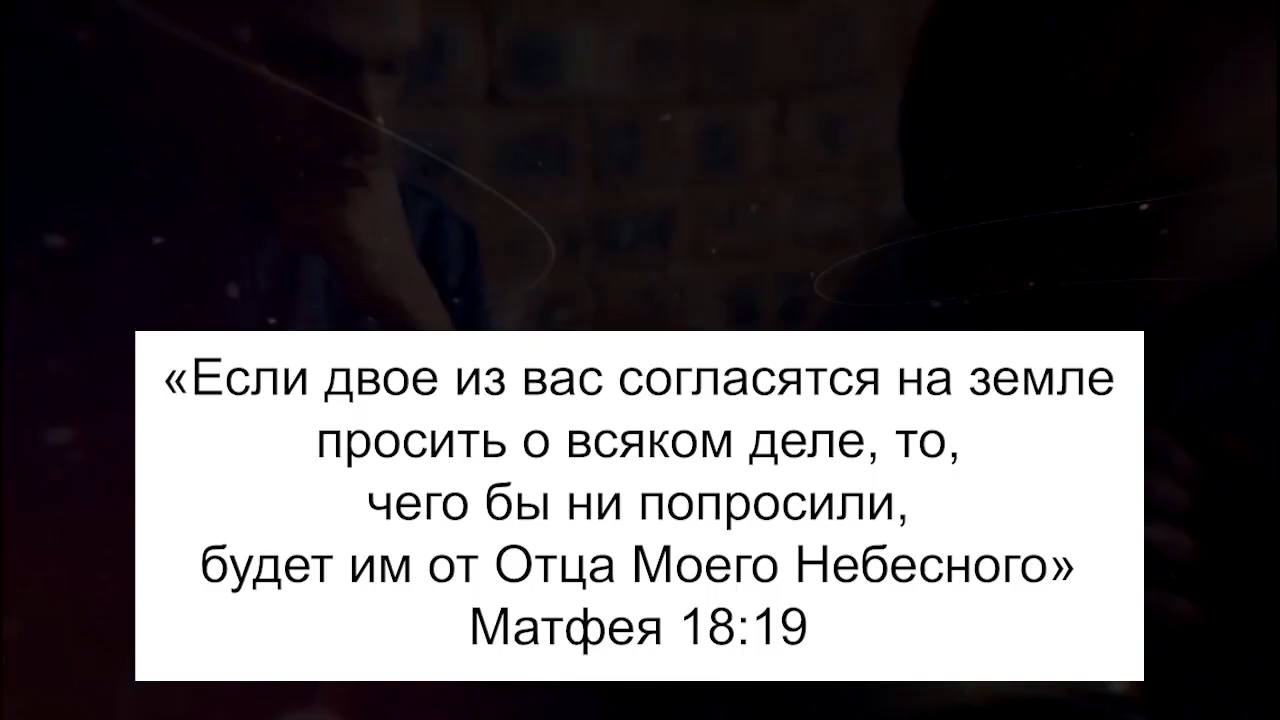 «Если двое из вас согласятся на земле
просить о всяком деле, то,
чего бы ни попросили,
будет им от Отца Моего Небесного»
Матфея 18:19